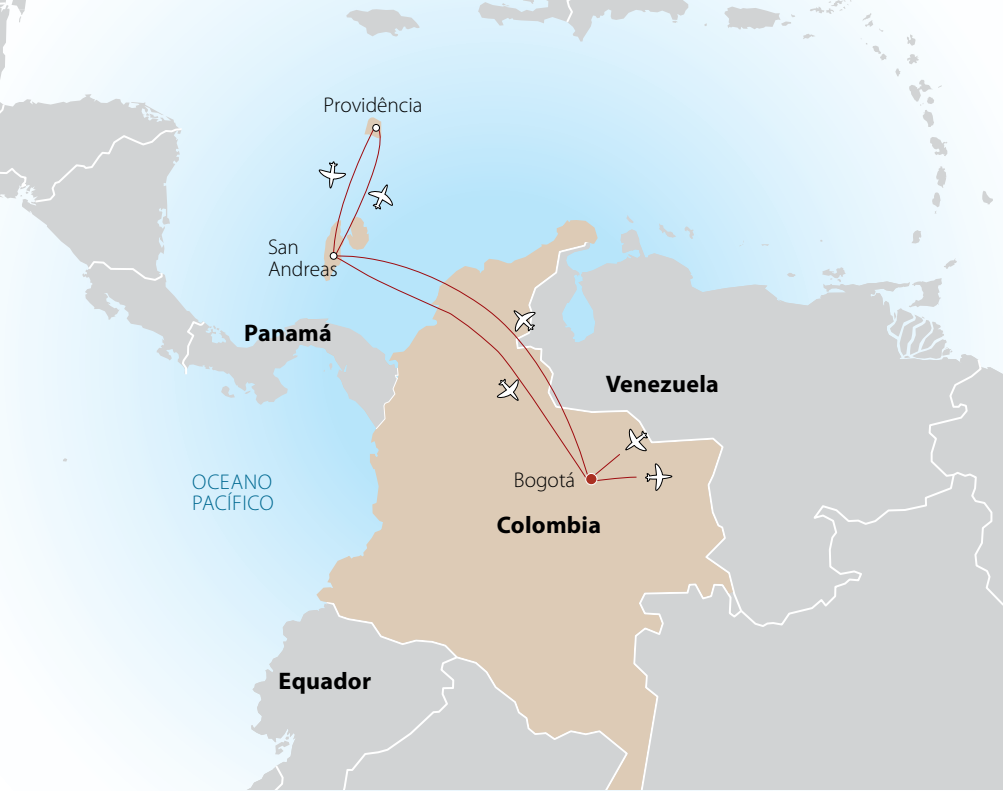 Providência
San
Andreas
Panamá
Venezuela
Bogotá
OCEANO
PACÍFICO
Colombia
Equador